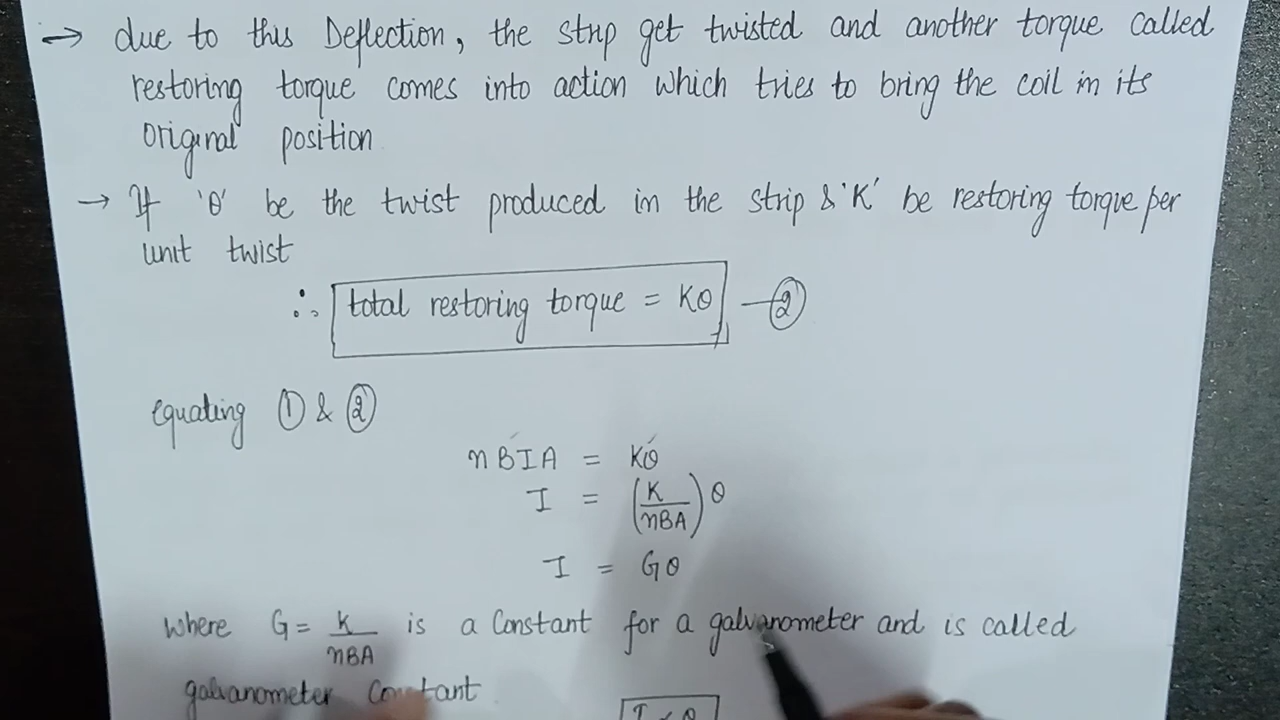 → due to this Deflection, the strip get twisted and another torque called
restoring torque comes into action which tries to bring the coil in its
original position
→ If 'θ' be the twist produced in the strip & 'K' be restoring torque per
unit twist
∴ total restoring torque = Kθ — ②
equating ① & ②
nBIA = Kθ
I = (K/nBA) θ
I = Gθ
where G = K/nBA is a Constant for a galvanometer and is called
galvanometer constant